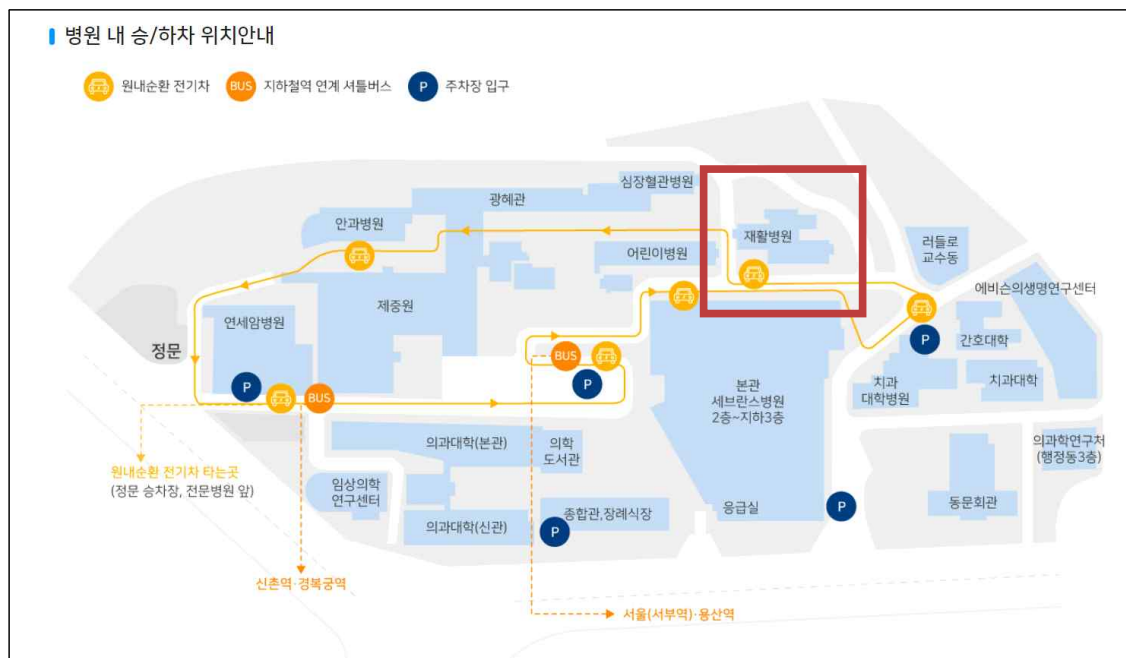 병원 내 승/하차 위치안내
원내순환 전기차
BUS
지하철역 연계 셔틀버스
P
주차장 입구
심장혈관병원
광혜관
안과병원
어린이병원
재활병원
러들로
교수동
에비슨의생명연구센터
제중원
연세암병원
정문
P
BUS
BUS
P
본관
세브란스병원
2층~지하3층
P
간호대학
치과
대학병원
치과대학
의과대학(본관)
의학
도서관
의과학연구처
(행정동3층)
원내순환 전기차 타는곳
(정문 승차장, 전문병원 앞)
임상의학
연구센터
의과대학(신관)
종합관,장례식장
P
응급실
P
동문회관
신촌역·경복궁역
서울(서부역)·용산역